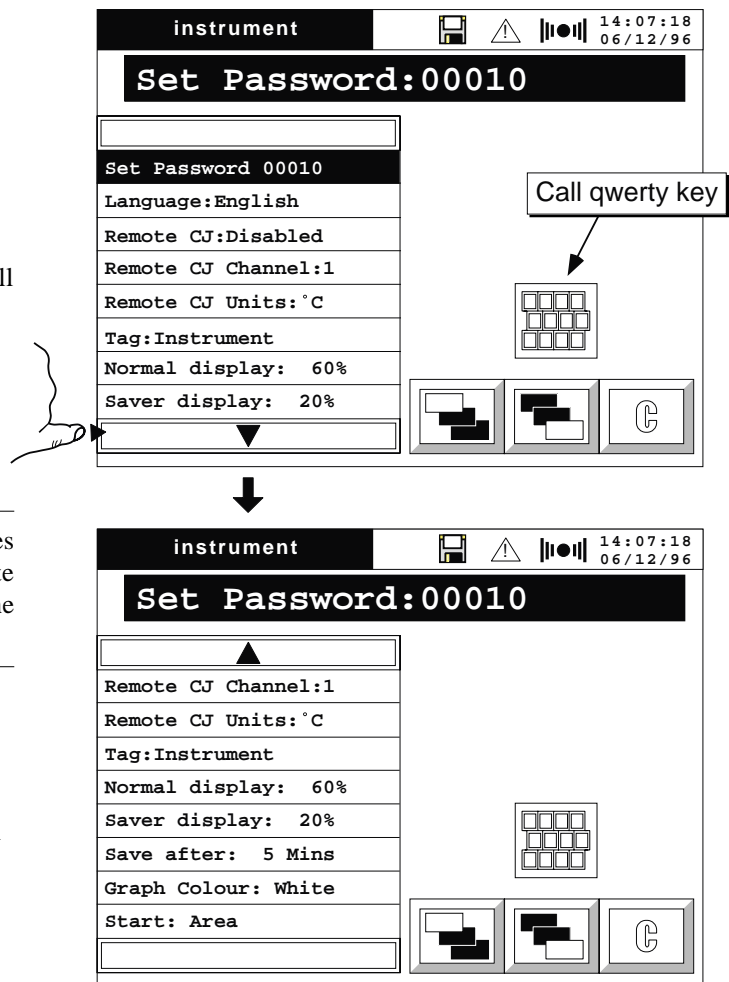 instrument
14:07:18
06/12/96
Set Password:00010
Set Password 00010
Language:English
Remote CJ:Disabled
Remote CJ Channel:1
Remote CJ Units:°C
Tag:Instrument
Normal display: 60%
Saver display: 20%
Call qwerty key
C
instrument
14:07:18
06/12/96
Set Password:00010
Remote CJ Channel:1
Remote CJ Units:°C
Tag:Instrument
Normal display: 60%
Saver display: 20%
Save after: 5 Mins
Graph Colour: White
Start: Area
C